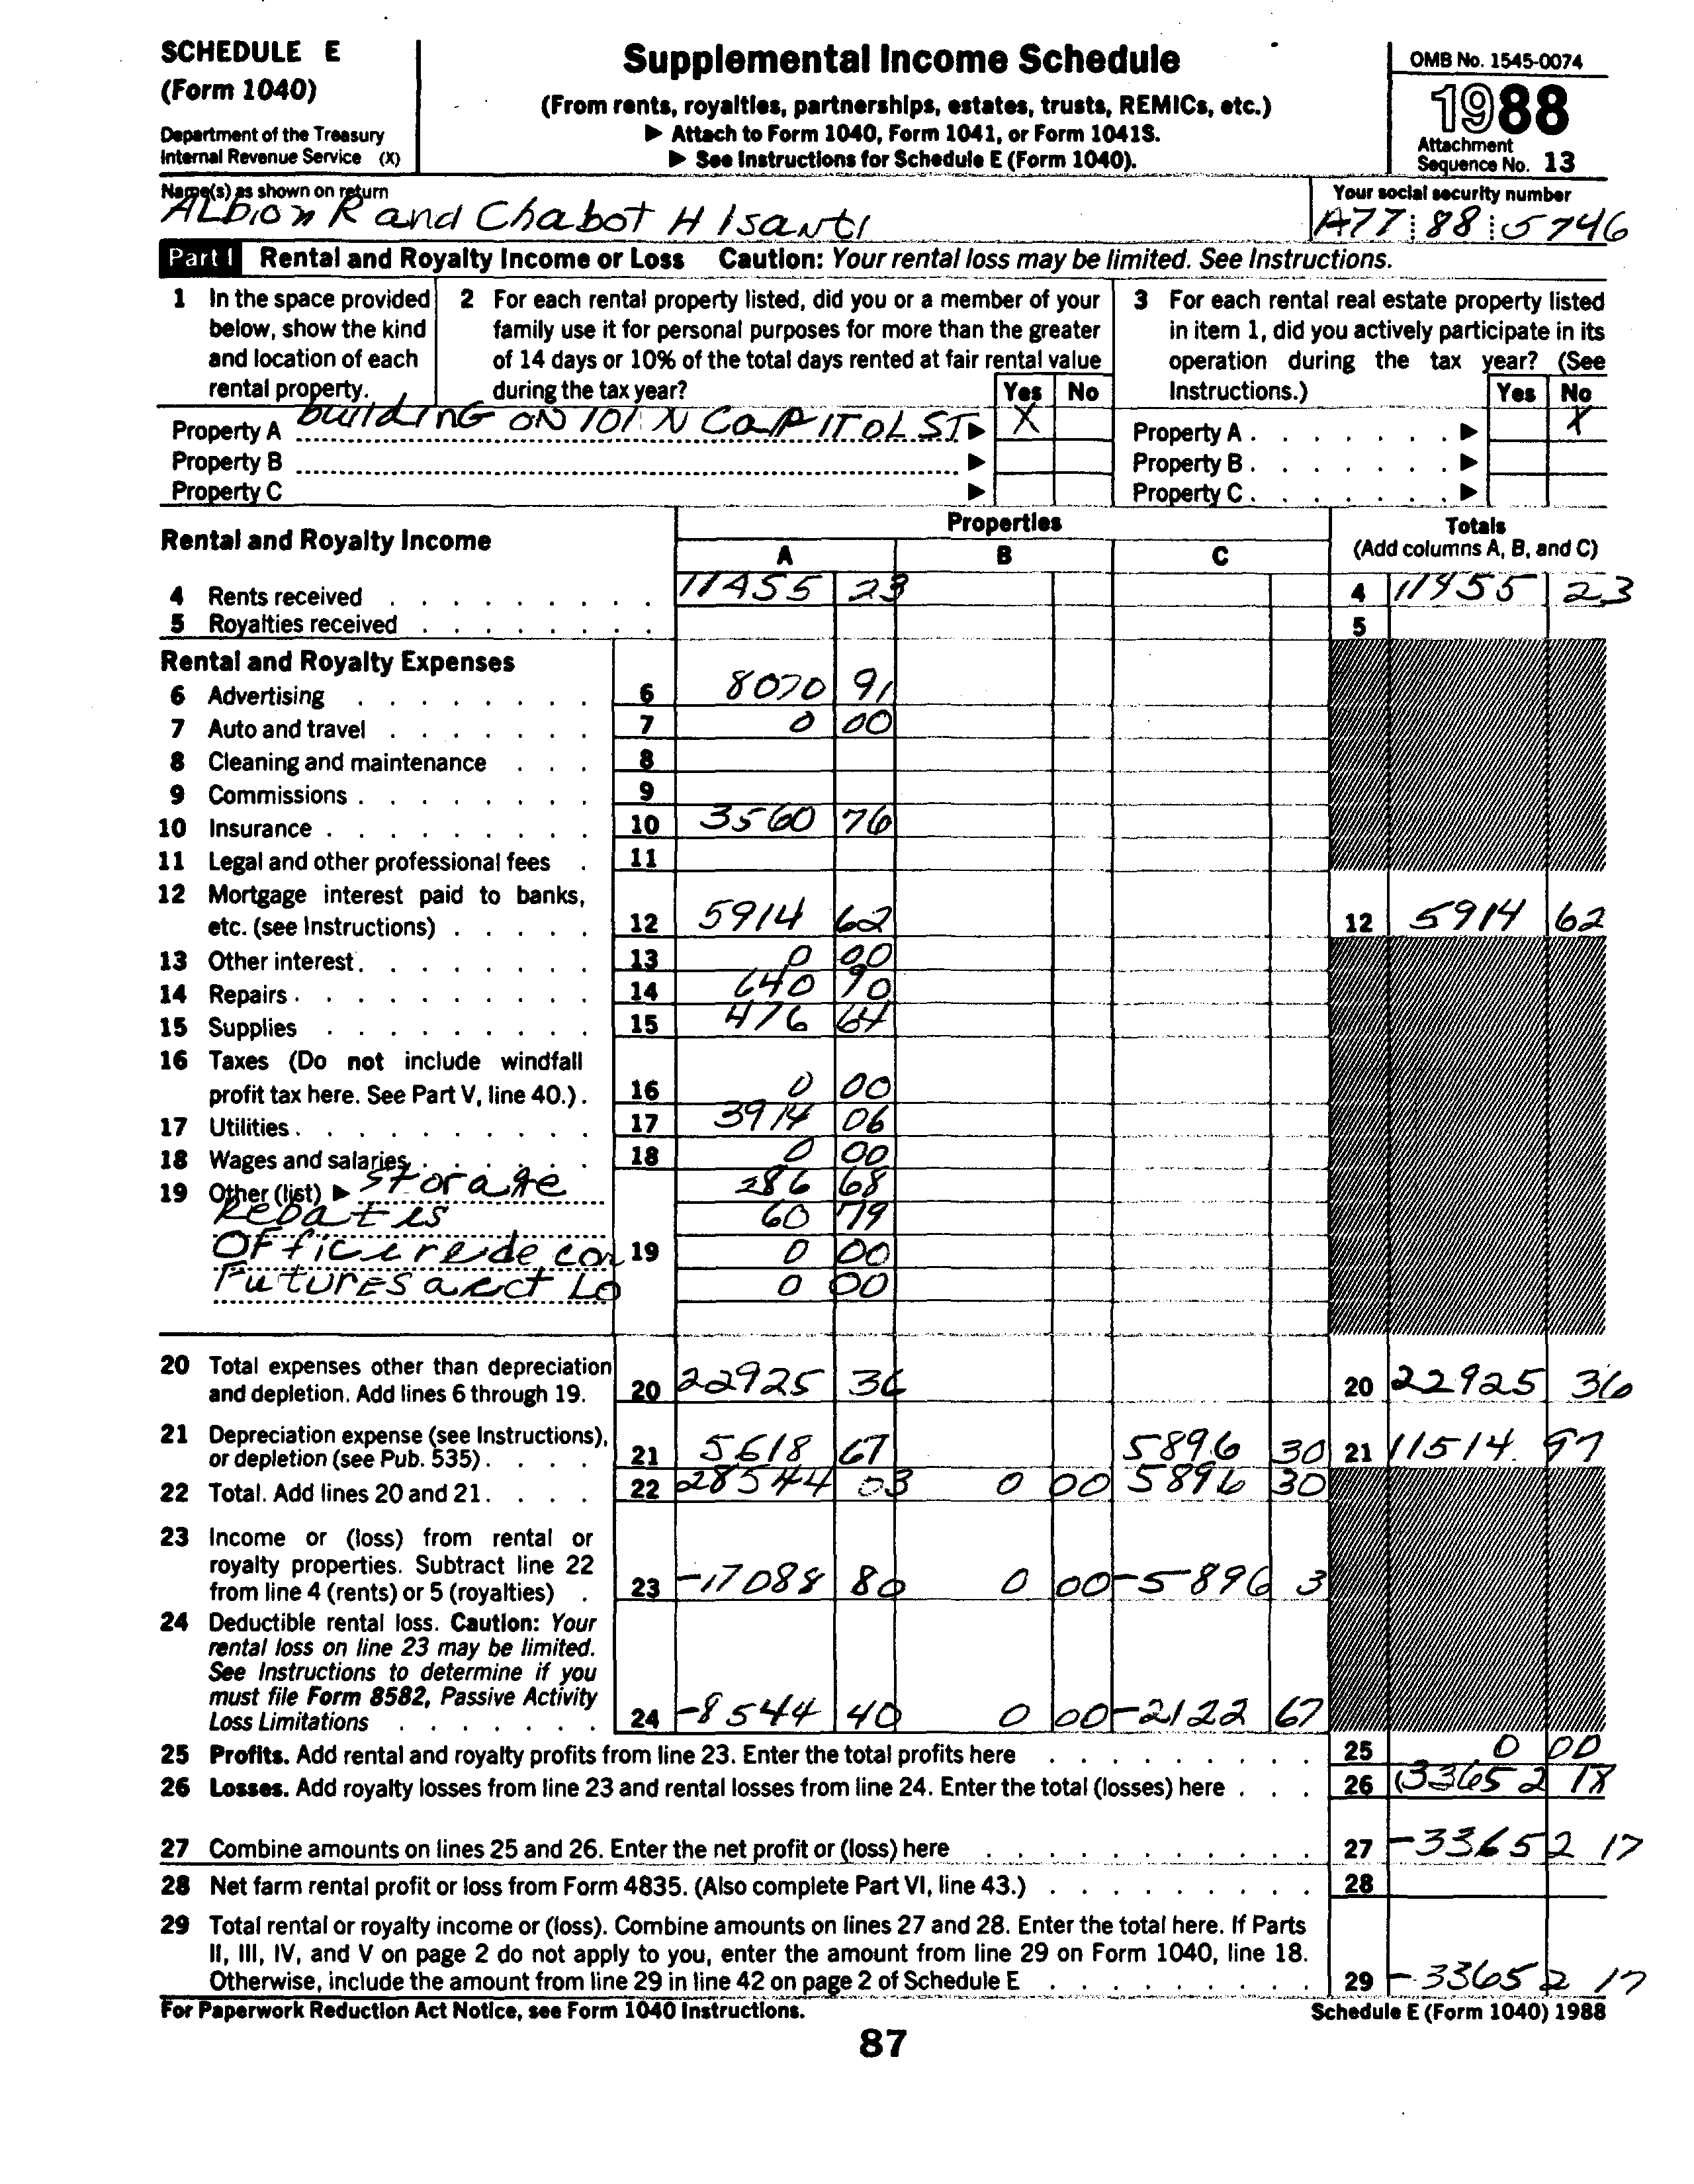 SCHEDULE E
(Form 1040)
Department of the Treasury
Internal Revenue Service (X)
Supplemental Income Schedule
(From rents, royalties, partnerships, estates, trusts, REMICs, etc.)
▶ Attach to Form 1040, Form 1041, or Form 1041S.
▶ See Instructions for Schedule E (Form 1040).
OMB No. 1545-0074
1988
Attachment
Sequence No. 13
Name(s) as shown on return
ALbion R and Chabot H Isanti
Your social security number
A77 88 5746
Part I Rental and Royalty Income or Loss Caution: Your rental loss may be limited. See Instructions.
1 In the space provided
below, show the kind
and location of each
rental property.
2 For each rental property listed, did you or a member of your
family use it for personal purposes for more than the greater
of 14 days or 10% of the total days rented at fair rental value
during the tax year?
Yes No
3 For each rental real estate property listed
in item 1, did you actively participate in its
operation during the tax year? (See
Instructions.)
Yes No
Property A building ON 101 N CaPITOL ST ▶ X
Property B ▶
Property C ▶
Property A . . . . . . . ▶ X
Property B . . . . . . . ▶
Property C . . . . . . . ▶
Rental and Royalty Income
Properties
A B C
Totals
(Add columns A, B, and C)
4 Rents received 11455 23 4 11455 23
5 Royalties received 5
Rental and Royalty Expenses
6 Advertising 6 8070 91
7 Auto and travel 7 0 00
8 Cleaning and maintenance 8
9 Commissions 9
10 Insurance 10 3560 76
11 Legal and other professional fees 11
12 Mortgage interest paid to banks,
etc. (see Instructions) 12 5914 62 12 5914 62
13 Other interest 13 0 00
14 Repairs 14 640 90
15 Supplies 15 476 64
16 Taxes (Do not include windfall
profit tax here. See Part V, line 40.) 16 0 00
17 Utilities 17 3914 06
18 Wages and salaries 18 0 00
19 Other (list) ▶ storage 286 68
Rebates 60 79
Office redecor 19 0 00
Futures acct Lo 0 00
20 Total expenses other than depreciation
and depletion. Add lines 6 through 19. 20 22925 36 20 22925 36
21 Depreciation expense (see Instructions),
or depletion (see Pub. 535) 21 5618 67 5896 30 21 11514.97
22 Total. Add lines 20 and 21. 22 28544 03 0 00 5896 30
23 Income or (loss) from rental or
royalty properties. Subtract line 22
from line 4 (rents) or 5 (royalties) 23 -17088 80 0 00 -5896 3
24 Deductible rental loss. Caution: Your
rental loss on line 23 may be limited.
See Instructions to determine if you
must file Form 8582, Passive Activity
Loss Limitations 24 -8544 40 0 00 -2122 67
25 Profits. Add rental and royalty profits from line 23. Enter the total profits here 25 0 00
26 Losses. Add royalty losses from line 23 and rental losses from line 24. Enter the total (losses) here 26 (33652 18
27 Combine amounts on lines 25 and 26. Enter the net profit or (loss) here 27 -33652 17
28 Net farm rental profit or loss from Form 4835. (Also complete Part VI, line 43.) 28
29 Total rental or royalty income or (loss). Combine amounts on lines 27 and 28. Enter the total here. If Parts
II, III, IV, and V on page 2 do not apply to you, enter the amount from line 29 on Form 1040, line 18.
Otherwise, include the amount from line 29 in line 42 on page 2 of Schedule E 29 -33652 17
For Paperwork Reduction Act Notice, see Form 1040 Instructions.
Schedule E (Form 1040) 1988
87